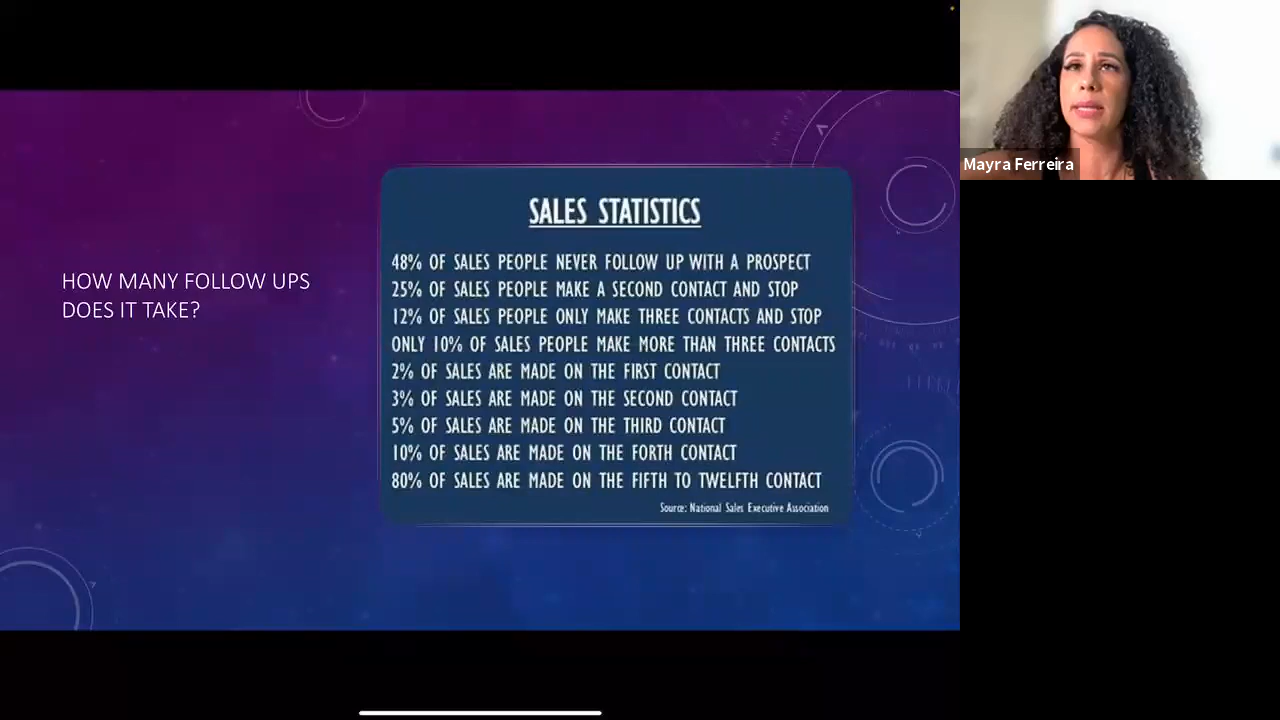 HOW MANY FOLLOW UPS
DOES IT TAKE?
SALES STATISTICS
48% OF SALES PEOPLE NEVER FOLLOW UP WITH A PROSPECT
25% OF SALES PEOPLE MAKE A SECOND CONTACT AND STOP
12% OF SALES PEOPLE ONLY MAKE THREE CONTACTS AND STOP
ONLY 10% OF SALES PEOPLE MAKE MORE THAN THREE CONTACTS
2% OF SALES ARE MADE ON THE FIRST CONTACT
3% OF SALES ARE MADE ON THE SECOND CONTACT
5% OF SALES ARE MADE ON THE THIRD CONTACT
10% OF SALES ARE MADE ON THE FORTH CONTACT
80% OF SALES ARE MADE ON THE FIFTH TO TWELFTH CONTACT
Source: National Sales Executive Association
Mayra Ferreira